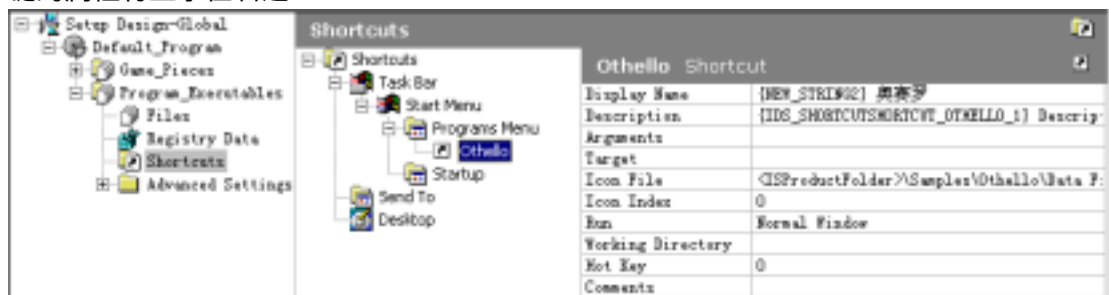 Setup Design-Global
Default_Program
Game_Pieces
Program_Executables
Files
Registry Data
Shortcuts
Advanced Settings
Shortcuts
Shortcuts
Task Bar
Start Menu
Programs Menu
Othello
Startup
Send To
Desktop
Othello Shortcut
Display Name {NEW_STRING2} 奥赛罗
Description {IDS_SHORTCUTSHORTCUT_OTHELLO_1} Descrip
Arguments
Target
Icon File <ISProductFolder>\Samples\Othello\Data F
Icon Index 0
Run Normal Window
Working Directory
Hot Key 0
Comments